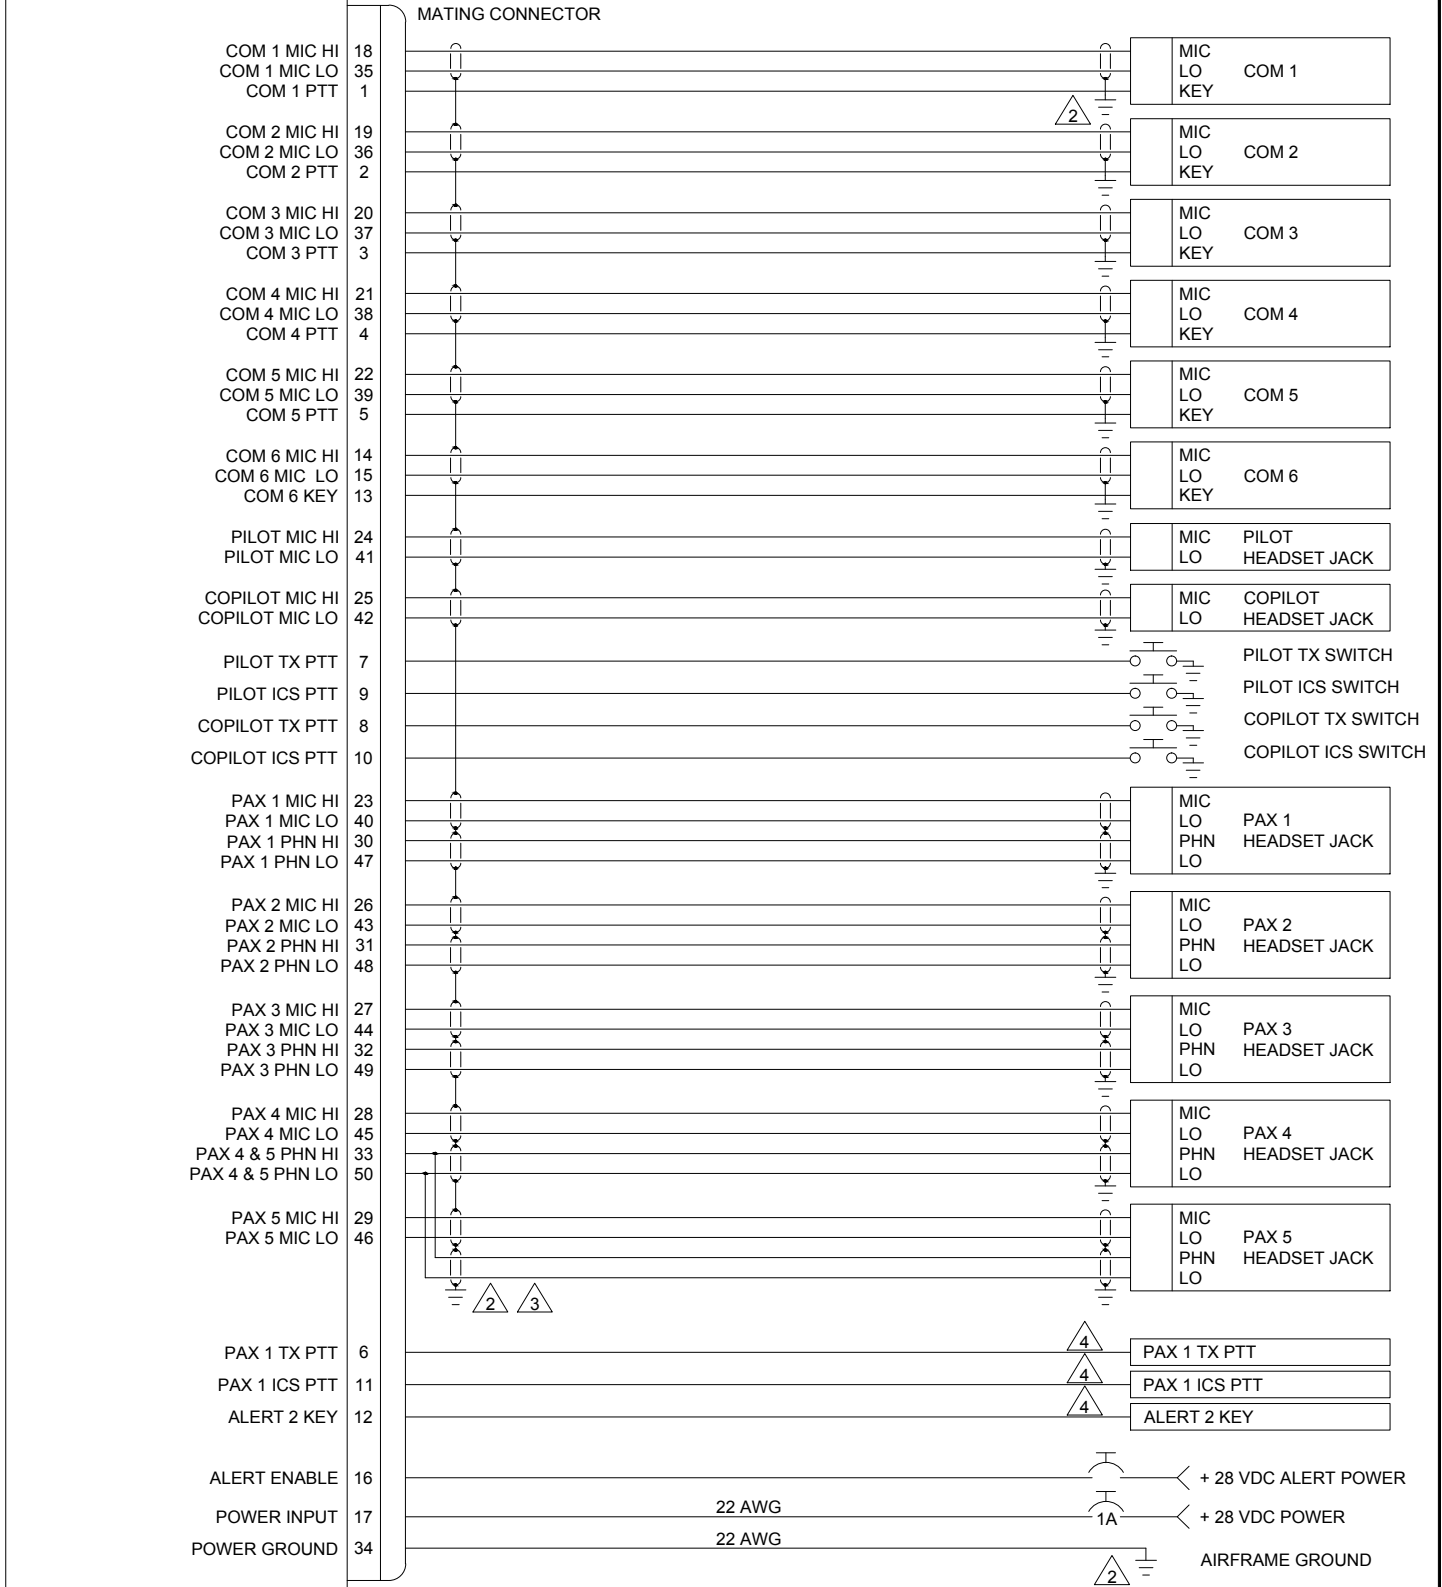 MATING CONNECTOR
COM 1 MIC HI 18 MIC
COM 1 MIC LO 35 LO COM 1
COM 1 PTT 1 KEY
2
COM 2 MIC HI 19 MIC
COM 2 MIC LO 36 LO COM 2
COM 2 PTT 2 KEY
COM 3 MIC HI 20 MIC
COM 3 MIC LO 37 LO COM 3
COM 3 PTT 3 KEY
COM 4 MIC HI 21 MIC
COM 4 MIC LO 38 LO COM 4
COM 4 PTT 4 KEY
COM 5 MIC HI 22 MIC
COM 5 MIC LO 39 LO COM 5
COM 5 PTT 5 KEY
COM 6 MIC HI 14 MIC
COM 6 MIC LO 15 LO COM 6
COM 6 KEY 13 KEY
PILOT MIC HI 24 MIC PILOT
PILOT MIC LO 41 LO HEADSET JACK
COPILOT MIC HI 25 MIC COPILOT
COPILOT MIC LO 42 LO HEADSET JACK
PILOT TX PTT 7 PILOT TX SWITCH
PILOT ICS PTT 9 PILOT ICS SWITCH
COPILOT TX PTT 8 COPILOT TX SWITCH
COPILOT ICS PTT 10 COPILOT ICS SWITCH
PAX 1 MIC HI 23 MIC
PAX 1 MIC LO 40 LO PAX 1
PAX 1 PHN HI 30 PHN HEADSET JACK
PAX 1 PHN LO 47 LO
PAX 2 MIC HI 26 MIC
PAX 2 MIC LO 43 LO PAX 2
PAX 2 PHN HI 31 PHN HEADSET JACK
PAX 2 PHN LO 48 LO
PAX 3 MIC HI 27 MIC
PAX 3 MIC LO 44 LO PAX 3
PAX 3 PHN HI 32 PHN HEADSET JACK
PAX 3 PHN LO 49 LO
PAX 4 MIC HI 28 MIC
PAX 4 MIC LO 45 LO PAX 4
PAX 4 & 5 PHN HI 33 PHN HEADSET JACK
PAX 4 & 5 PHN LO 50 LO
PAX 5 MIC HI 29 MIC
PAX 5 MIC LO 46 LO PAX 5
PHN HEADSET JACK
LO
2 3
PAX 1 TX PTT 6 4 PAX 1 TX PTT
PAX 1 ICS PTT 11 4 PAX 1 ICS PTT
ALERT 2 KEY 12 4 ALERT 2 KEY
ALERT ENABLE 16 + 28 VDC ALERT POWER
POWER INPUT 17 22 AWG 1A + 28 VDC POWER
POWER GROUND 34 22 AWG 2 AIRFRAME GROUND